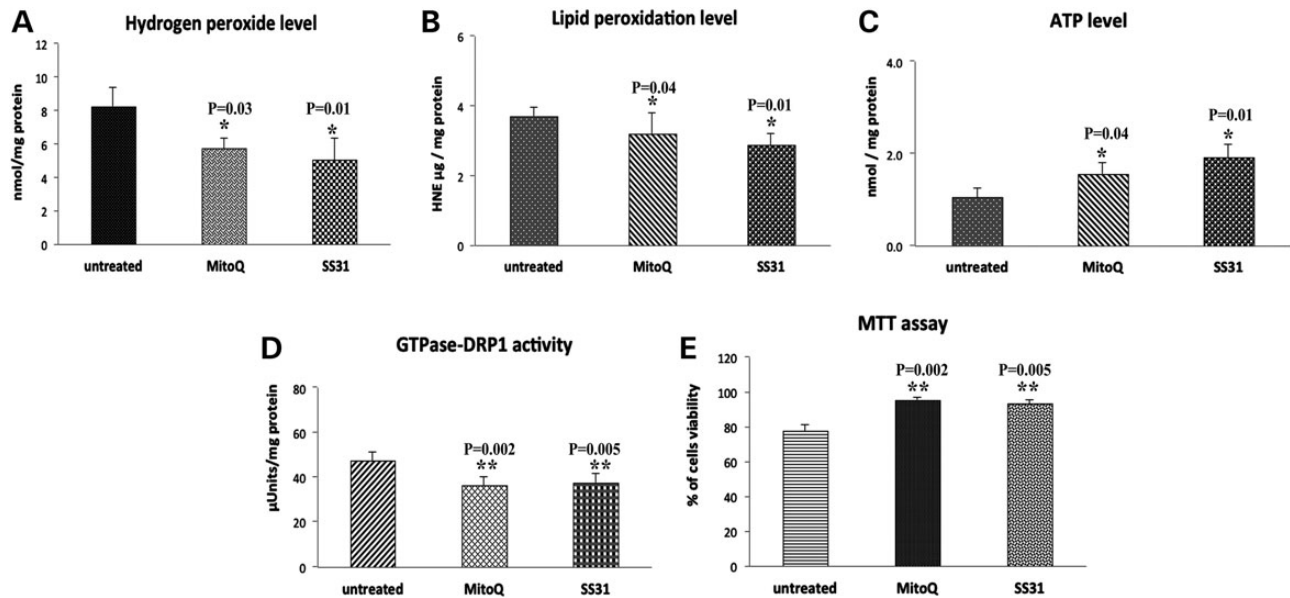 A
Hydrogen peroxide level
nmol/mg protein
12
10
8
6
4
2
0
P=0.03
*
P=0.01
*
untreated
MitoQ
SS31
B
Lipid peroxidation level
HNE µg / mg protein
6
4
2
0
P=0.04
*
P=0.01
*
untreated
MitoQ
SS31
C
ATP level
nmol / mg protein
4.0
2.0
0.0
P=0.04
*
P=0.01
*
untreated
MitoQ
SS31
D
GTPase-DRP1 activity
µUnits/mg protein
80
60
40
20
0
P=0.002
**
P=0.005
**
untreated
MitoQ
SS31
E
MTT assay
% of cells viability
120
100
80
60
40
20
0
P=0.002
**
P=0.005
**
untreated
MitoQ
SS31